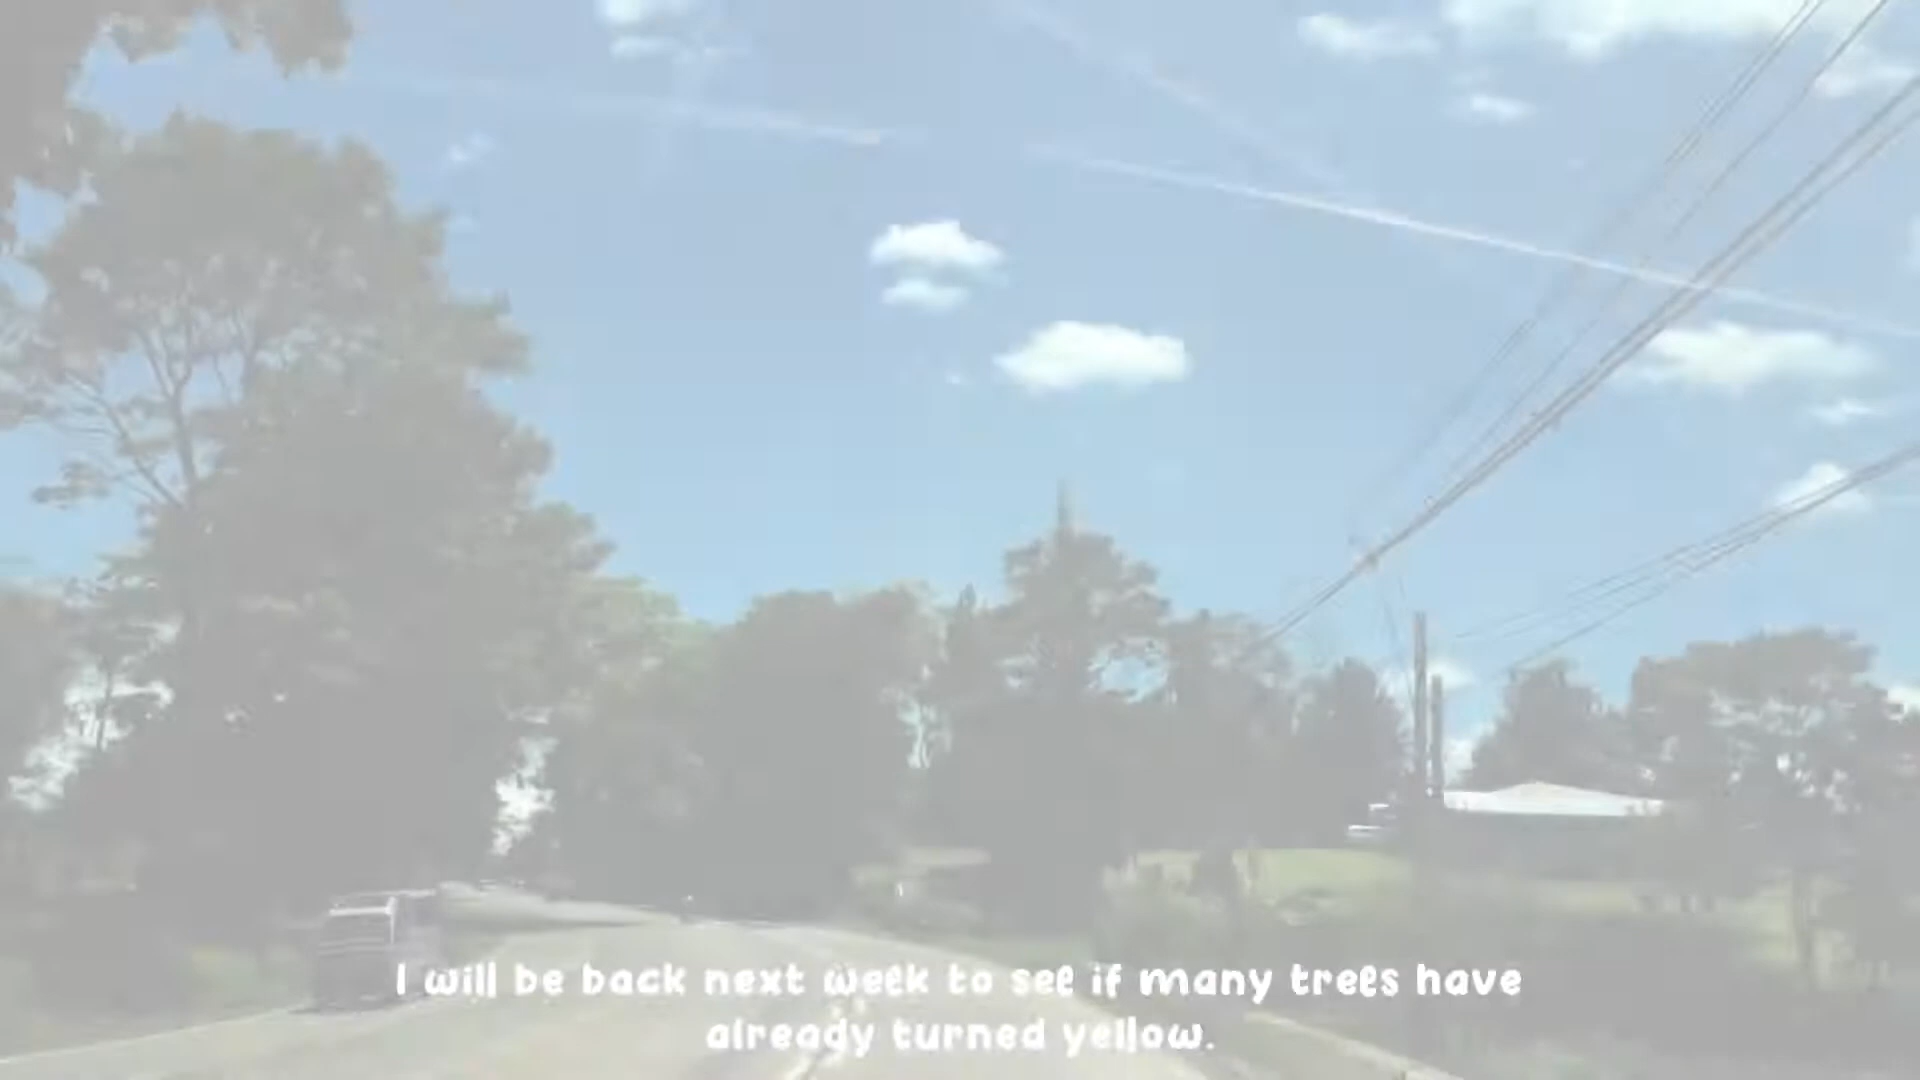 I will be back next week to see if many trees have
already turned yellow.